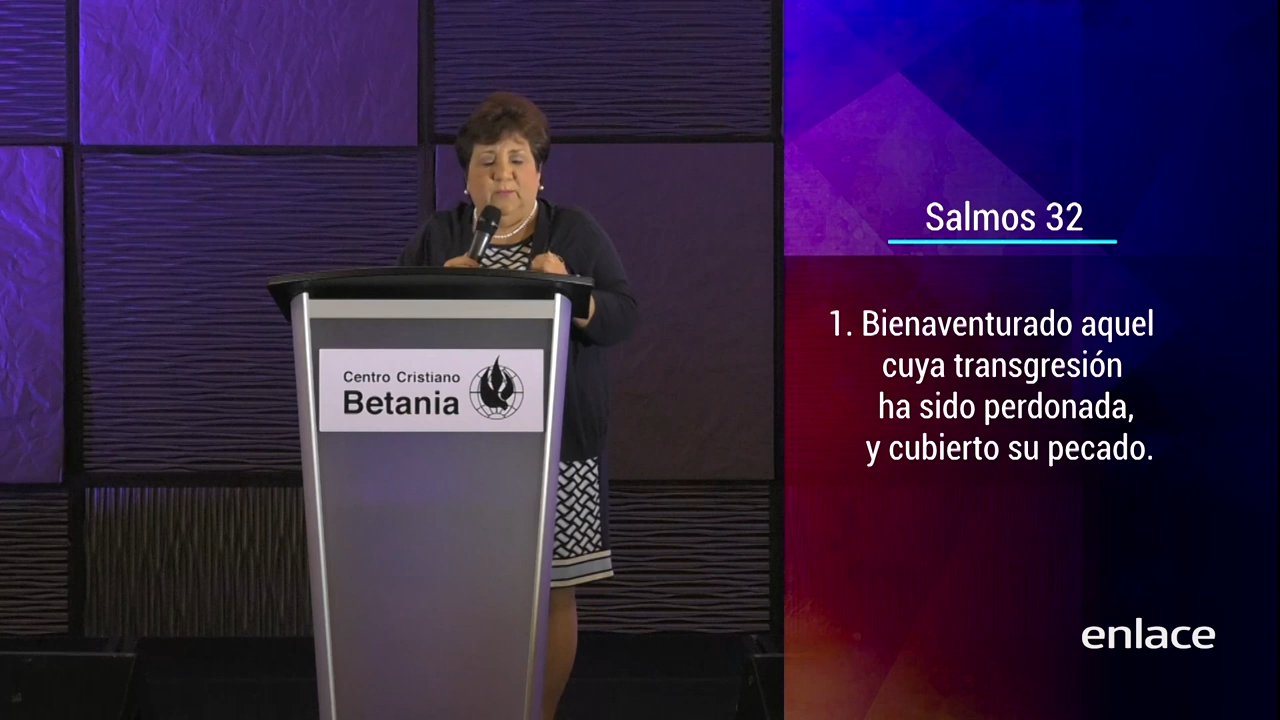 Centro Cristiano
Betania
Salmos 32
1. Bienaventurado aquel
cuya transgresión
ha sido perdonada,
y cubierto su pecado.
enlace